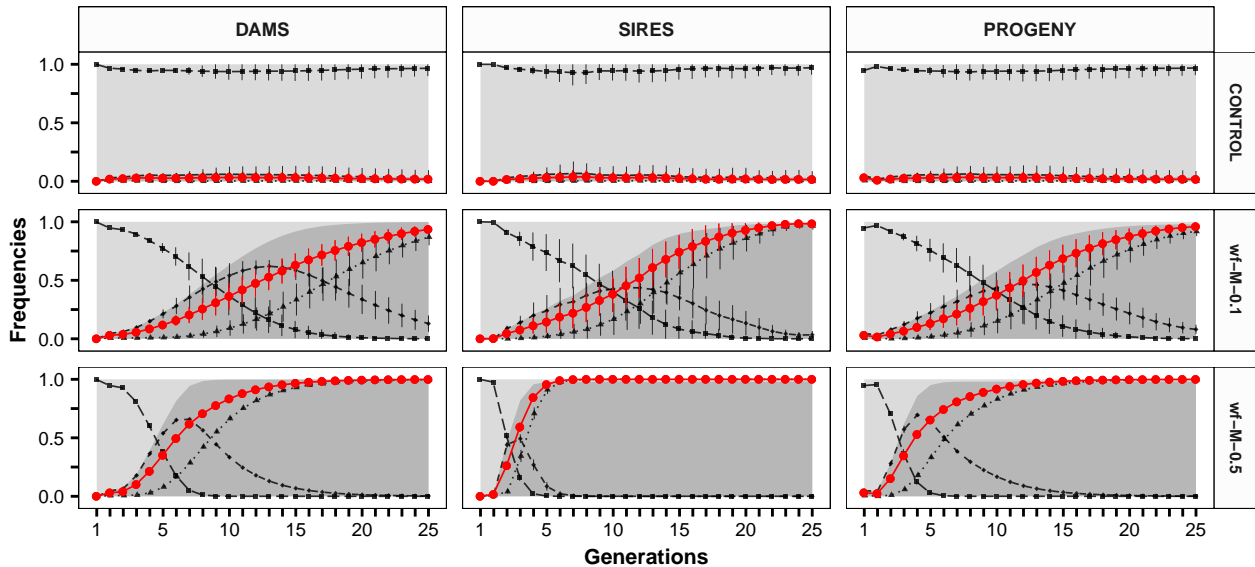 DAMS SIRES PROGENY
1.0
0.5
0.0
CONTROL
1.0
0.5
0.0
wf−M−0.1
1.0
0.5
0.0
wf−M−0.5
Frequencies
1 5 10 15 20 25 1 5 10 15 20 25 1 5 10 15 20 25
Generations